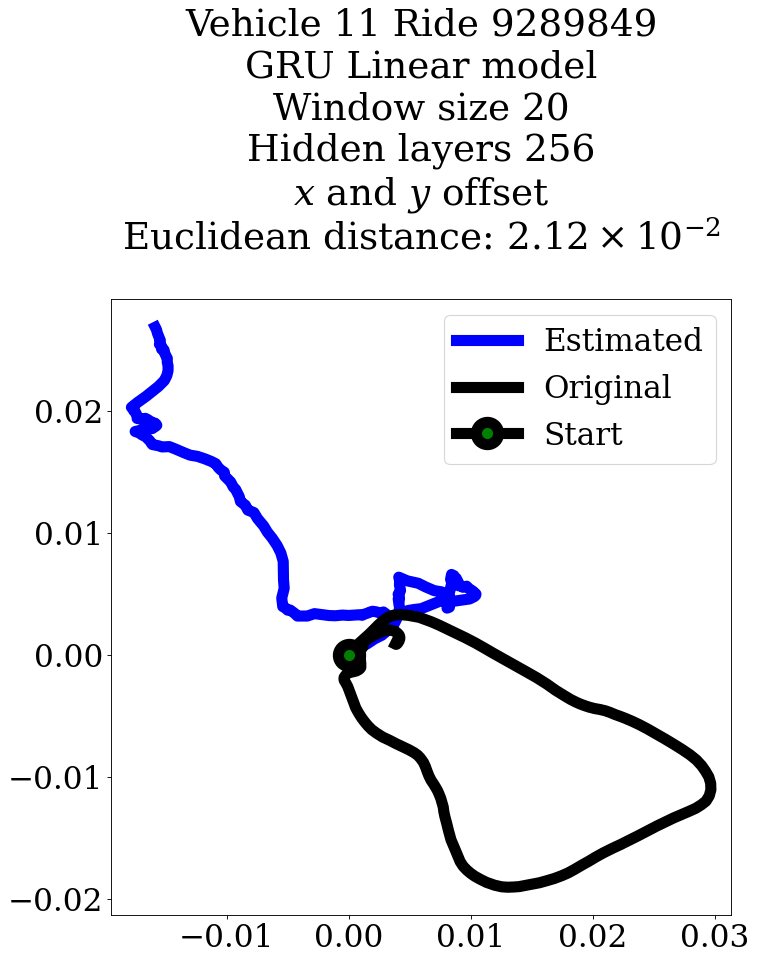 Vehicle 11 Ride 9289849
GRU Linear model
Window size 20
Hidden layers 256
x and y offset
Euclidean distance: 2.12 × 10⁻²
Estimated
Original
Start
0.02
0.01
0.00
−0.01
−0.02
−0.01 0.00 0.01 0.02 0.03